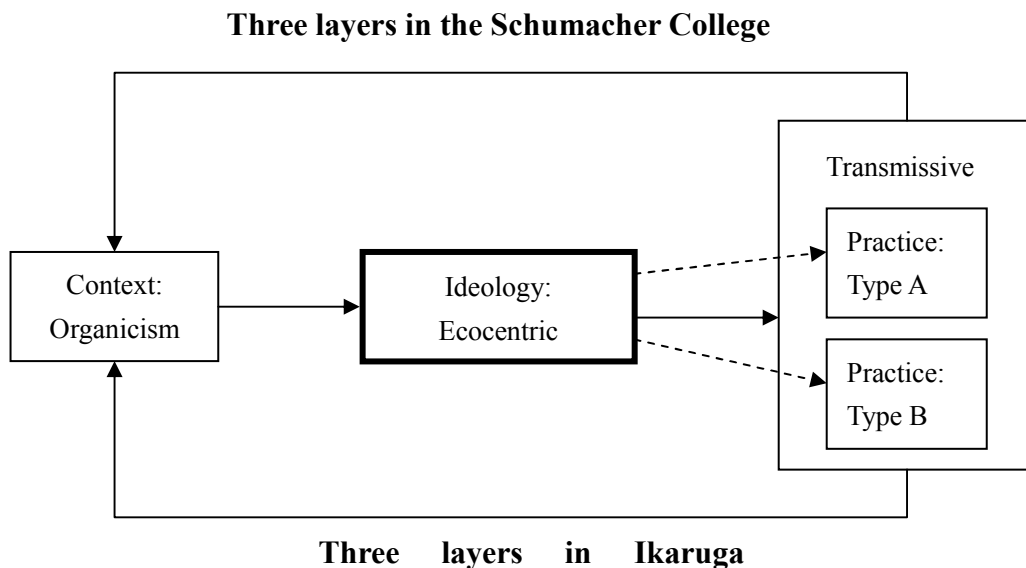 Three layers in the Schumacher College
Transmissive
Practice:
Type A
Context:
Organicism
Ideology:
Ecocentric
Practice:
Type B
Three layers in Ikaruga